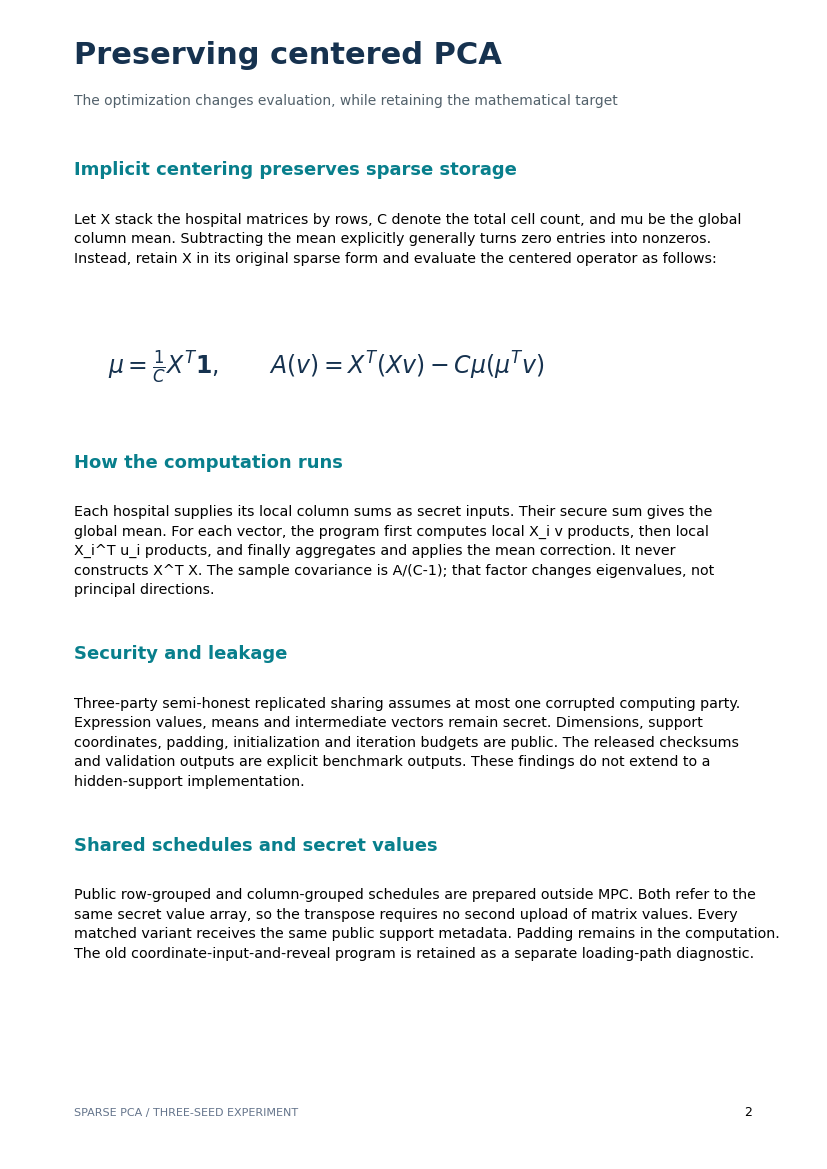 Preserving centered PCA
The optimization changes evaluation, while retaining the mathematical target
Implicit centering preserves sparse storage
Let X stack the hospital matrices by rows, C denote the total cell count, and mu be the global
column mean. Subtracting the mean explicitly generally turns zero entries into nonzeros.
Instead, retain X in its original sparse form and evaluate the centered operator as follows:
μ = 1/C X^T 1,   A(v) = X^T(Xv) − Cμ(μ^T v)
How the computation runs
Each hospital supplies its local column sums as secret inputs. Their secure sum gives the
global mean. For each vector, the program first computes local X_i v products, then local
X_i^T u_i products, and finally aggregates and applies the mean correction. It never
constructs X^T X. The sample covariance is A/(C-1); that factor changes eigenvalues, not
principal directions.
Security and leakage
Three-party semi-honest replicated sharing assumes at most one corrupted computing party.
Expression values, means and intermediate vectors remain secret. Dimensions, support
coordinates, padding, initialization and iteration budgets are public. The released checksums
and validation outputs are explicit benchmark outputs. These findings do not extend to a
hidden-support implementation.
Shared schedules and secret values
Public row-grouped and column-grouped schedules are prepared outside MPC. Both refer to the
same secret value array, so the transpose requires no second upload of matrix values. Every
matched variant receives the same public support metadata. Padding remains in the computation.
The old coordinate-input-and-reveal program is retained as a separate loading-path diagnostic.
SPARSE PCA / THREE-SEED EXPERIMENT
2